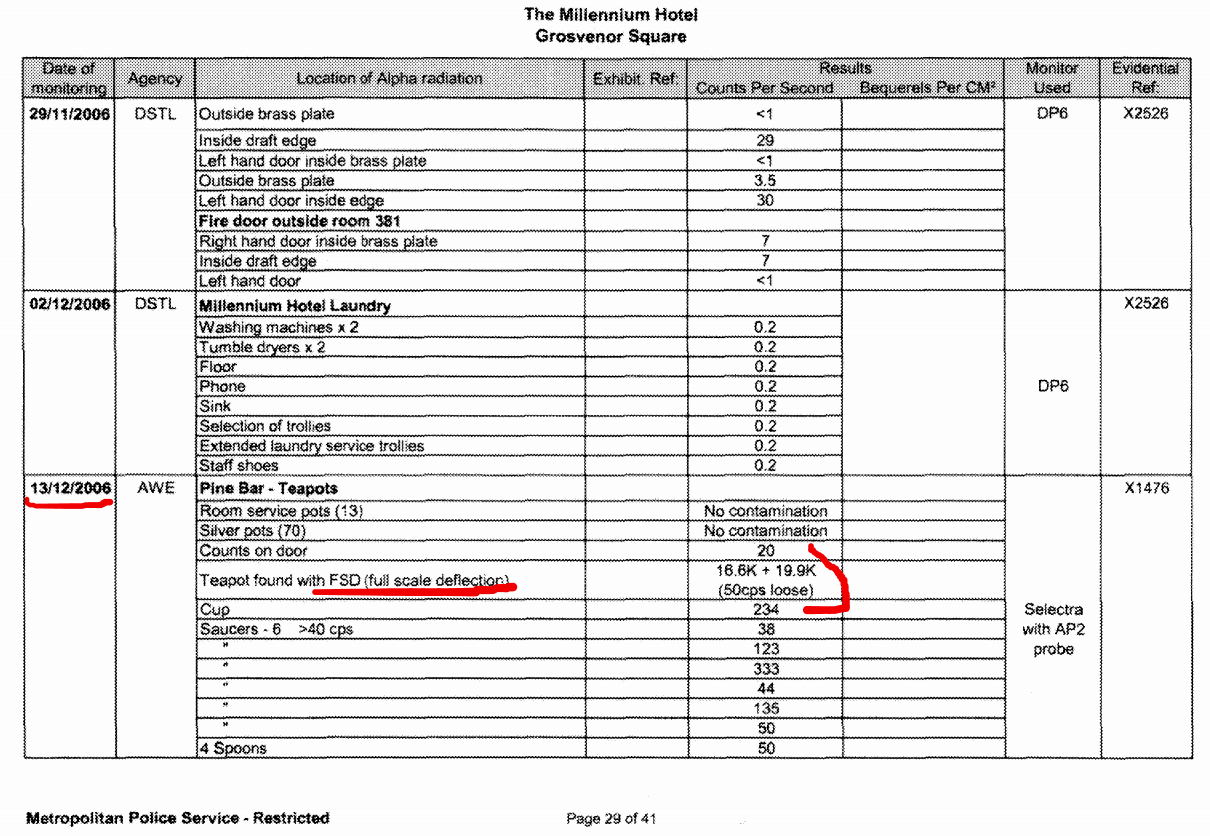 The Millennium Hotel
Grosvenor Square
Date of monitoring Agency Location of Alpha radiation Exhibit. Ref: Results Counts Per Second Bequerels Per CM² Monitor Used Evidential Ref:
29/11/2006 DSTL Outside brass plate <1 DP6 X2526
Inside draft edge 29
Left hand door inside brass plate <1
Outside brass plate 3.5
Left hand door inside edge 30
Fire door outside room 381
Right hand door inside brass plate 7
Inside draft edge 7
Left hand door <1
02/12/2006 DSTL Millennium Hotel Laundry X2526
Washing machines x 2 0.2
Tumble dryers x 2 0.2
Floor 0.2
Phone 0.2 DP6
Sink 0.2
Selection of trollies 0.2
Extended laundry service trollies 0.2
Staff shoes 0.2
13/12/2006 AWE Pine Bar - Teapots X1476
Room service pots (13) No contamination
Silver pots (70) No contamination
Counts on door 20
Teapot found with FSD (full scale deflection) 16.6K + 19.9K
(50cps loose)
Cup 234 Selectra
Saucers - 6 >40 cps 38 with AP2
" 123 probe
" 333
" 44
" 135
" 50
4 Spoons 50
Metropolitan Police Service - Restricted Page 29 of 41